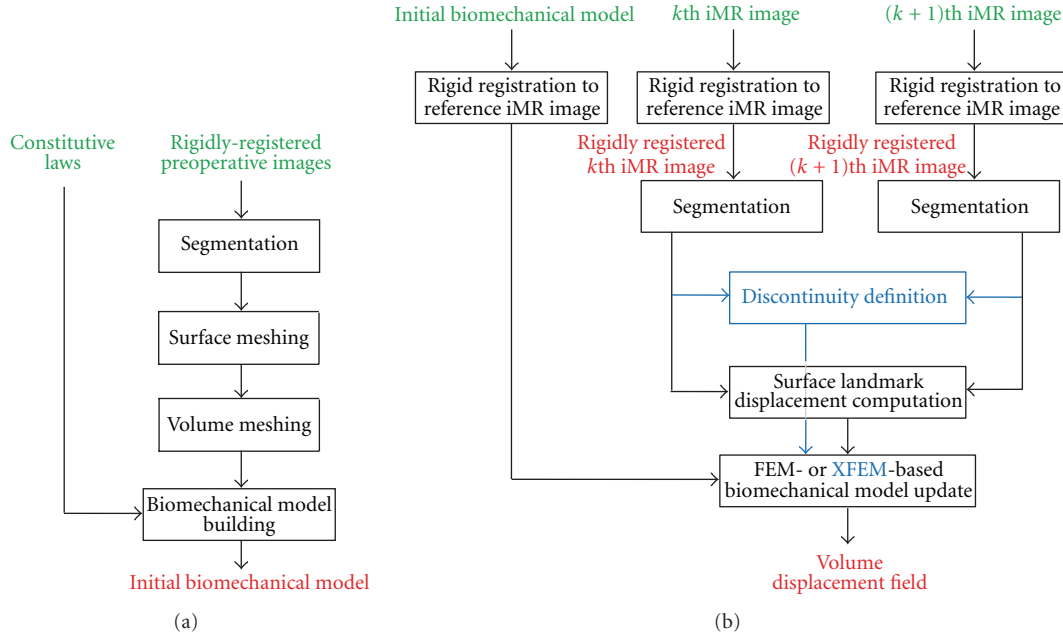 Constitutive
laws
Rigidly-registered
preoperative images
Segmentation
Surface meshing
Volume meshing
Biomechanical model
building
Initial biomechanical model
(a)
Initial biomechanical model
kth iMR image
(k + 1)th iMR image
Rigid registration to
reference iMR image
Rigid registration to
reference iMR image
Rigid registration to
reference iMR image
Rigidly registered
kth iMR image
Rigidly registered
(k + 1)th iMR image
Segmentation
Segmentation
Discontinuity definition
Surface landmark
displacement computation
FEM- or XFEM-based
biomechanical model update
Volume
displacement field
(b)